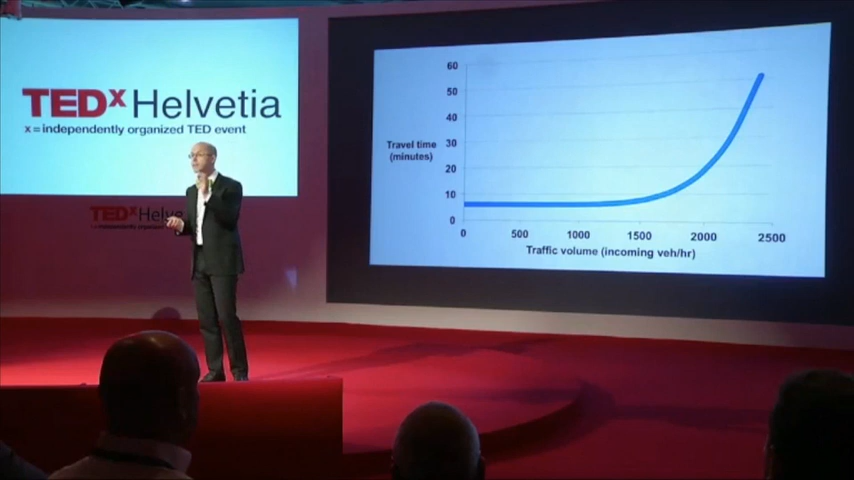 TEDxHelvetia
x = independently organized TED event
TEDxHelve
60
50
40
30
20
10
0
Travel time
(minutes)
0 500 1000 1500 2000 2500
Traffic volume (incoming veh/hr)